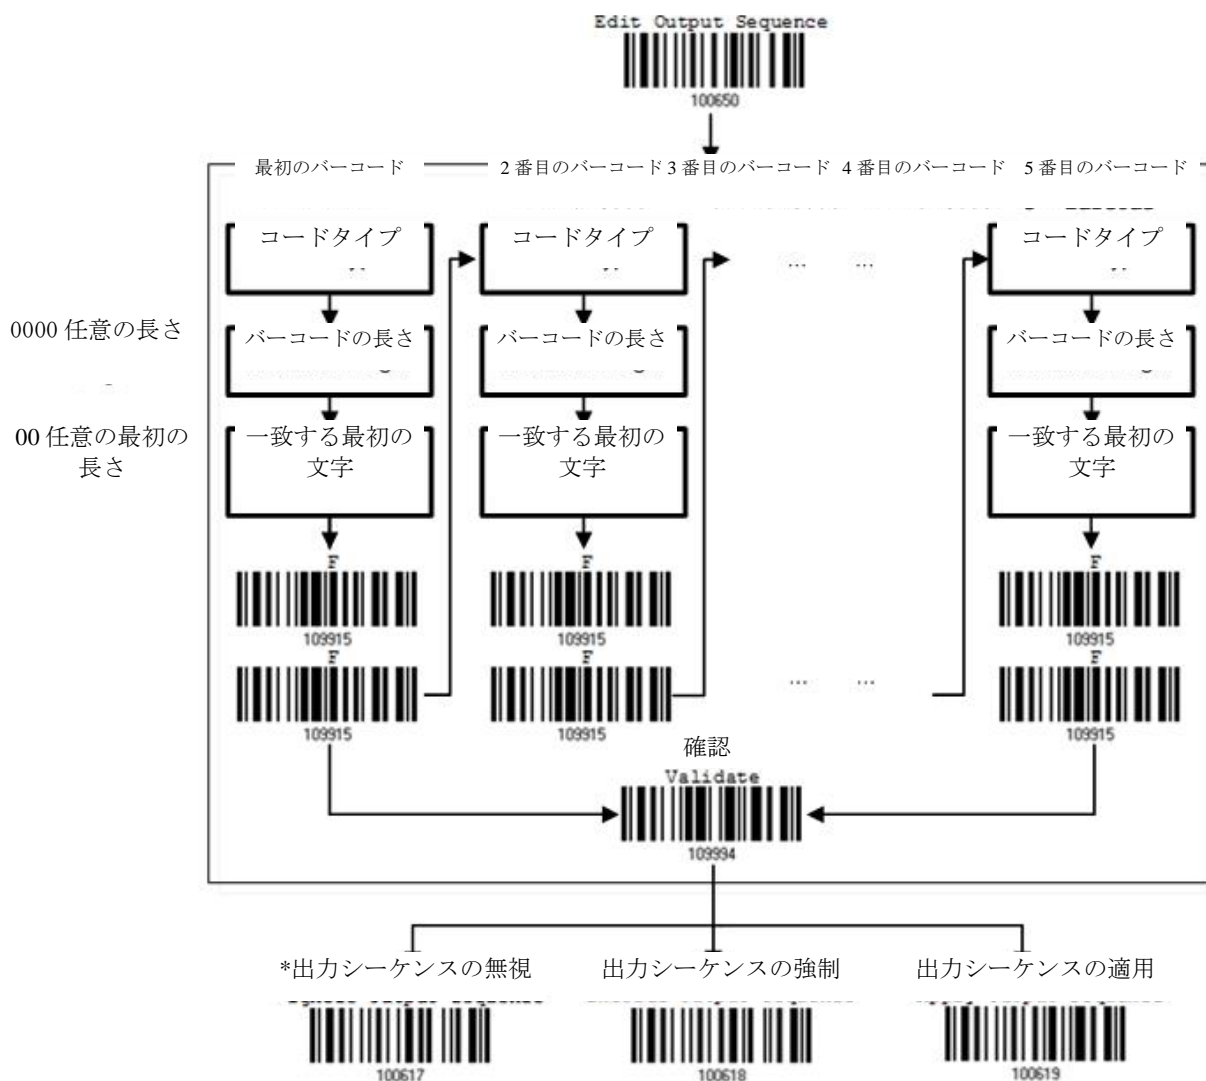 Edit Output Sequence
100650
最初のバーコード 2 番目のバーコード 3 番目のバーコード 4 番目のバーコード 5 番目のバーコード
コードタイプ コードタイプ コードタイプ
... ...
0000 任意の長さ バーコードの長さ バーコードの長さ バーコードの長さ
00 任意の最初の 一致する最初の 一致する最初の 一致する最初の
長さ 文字 文字 文字
109915 109915 109915
... ...
109915 109915 109915
確認
Validate
109994
*出力シーケンスの無視 出力シーケンスの強制 出力シーケンスの適用
100617 100618 100619